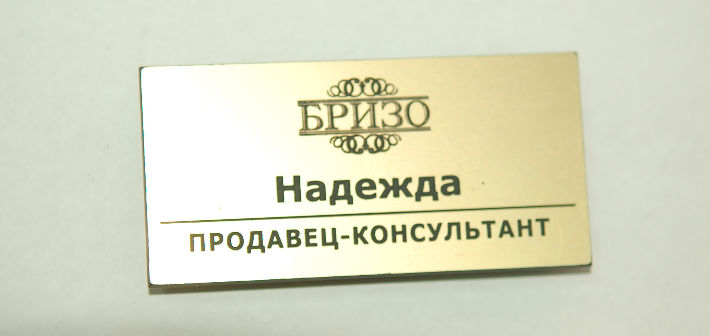 БРИЗО
Надежда
ПРОДАВЕЦ-КОНСУЛЬТАНТ